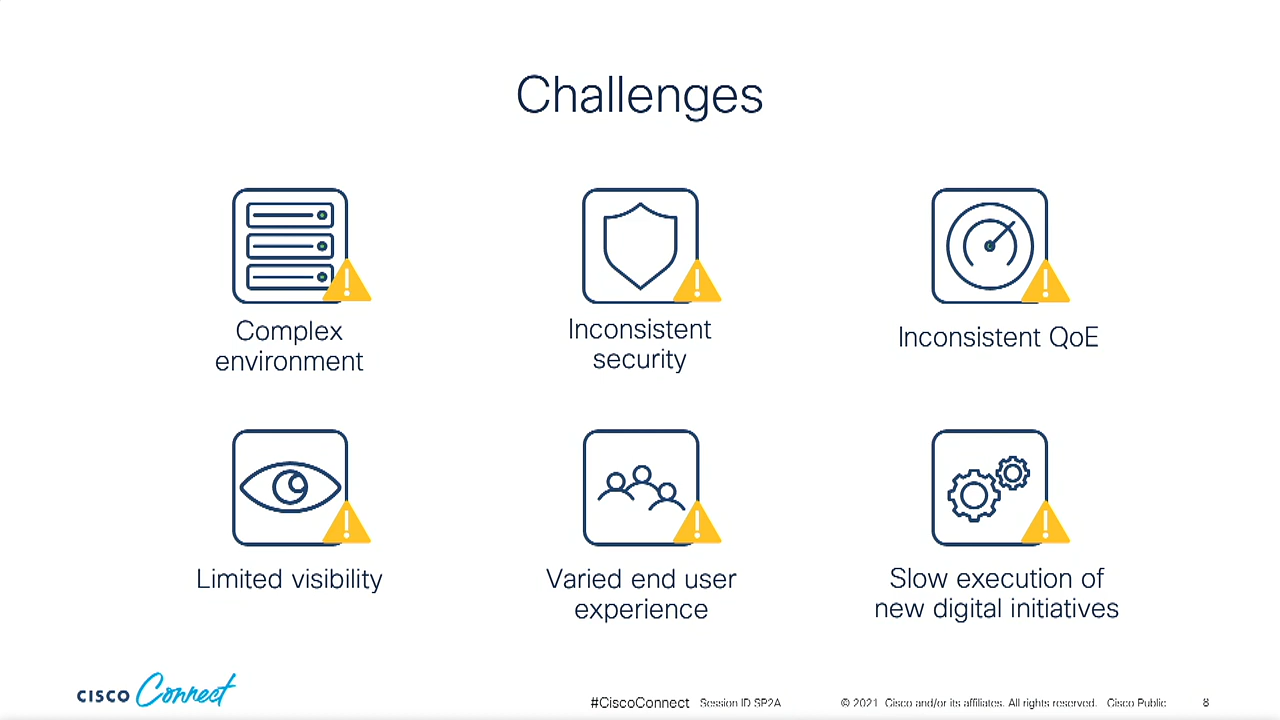 Challenges
Complex
environment
Inconsistent
security
Inconsistent QoE
Limited visibility
Varied end user
experience
Slow execution of
new digital initiatives
CISCO Connect
#CiscoConnect Session ID SP2A © 2021 Cisco and/or its affiliates. All rights reserved. Cisco Public 8